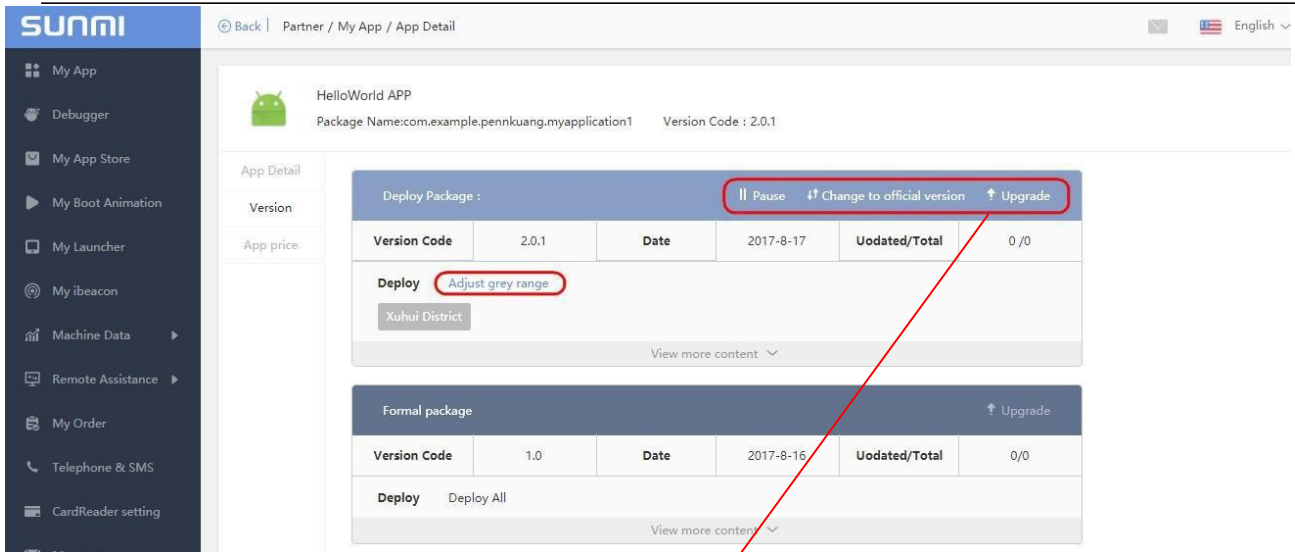 SUNMI
Back | Partner / My App / App Detail
English
My App
Debugger
My App Store
My Boot Animation
My Launcher
My ibeacon
Machine Data
Remote Assistance
My Order
Telephone & SMS
CardReader setting
HelloWorld APP
Package Name:com.example.pennkuang.myapplication1 Version Code : 2.0.1
App Detail
Version
App price
Deploy Package :
Pause Change to official version Upgrade
Version Code 2.0.1 Date 2017-8-17 Uodated/Total 0 /0
Deploy Adjust grey range
Xuhui District
View more content
Formal package Upgrade
Version Code 1.0 Date 2017-8-16 Uodated/Total 0/0
Deploy Deploy All
View more content